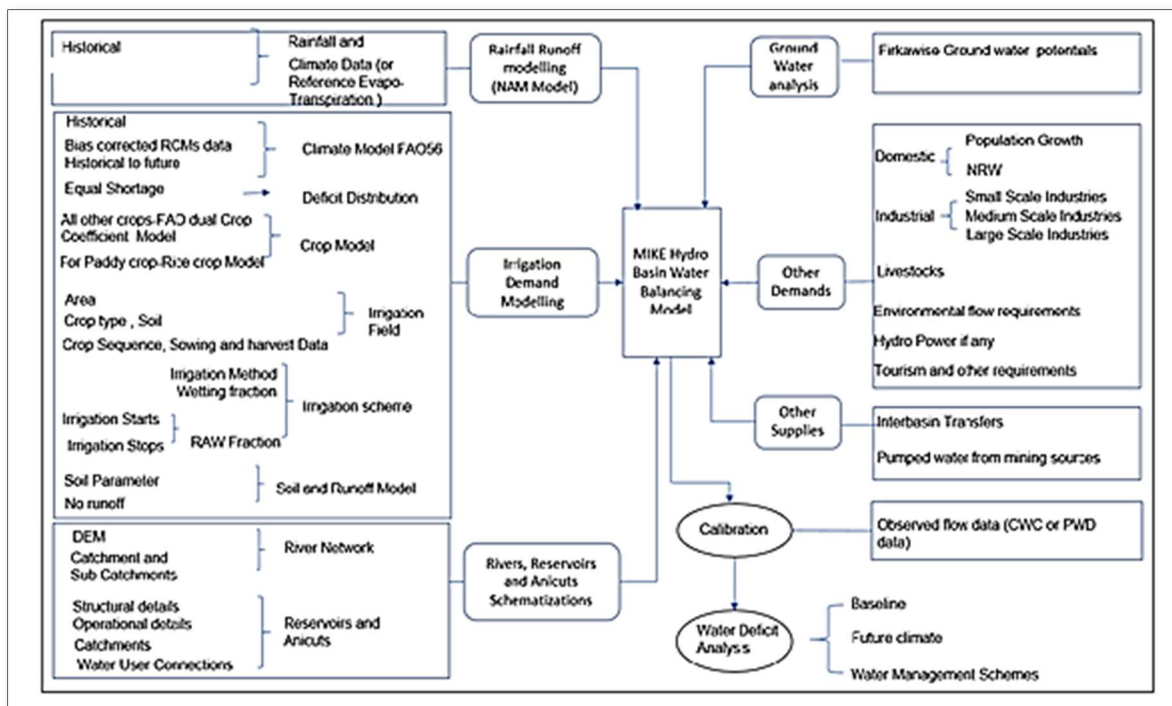 Historical
Rainfall and
Climate Data (or
Reference Evapo-
Transpiration )
Rainfall Runoff
modelling
(NAM Model)
Historical
Bias corrected RCMs data
Historical to future
Climate Model FAO56
Equal Shortage
Deficit Distribution
All other crops-FAO dual Crop
Coefficient Model
For Paddy crop-Rice crop Model
Crop Model
Area
Crop type , Soil
Irrigation
Field
Crop Sequence, Sowing and harvest Data
Irrigation Method
Wetting fraction
Irrigation scheme
Irrigation Starts
Irrigation Stops
RAW Fraction
Soil Parameter
No runoff
Soil and Runoff Model
Irrigation
Demand
Modelling
DEM
Catchment and
Sub Catchments
River Network
Structural details
Operational details
Catchments
Water User Connections
Reservoirs and
Anicuts
Rivers, Reservoirs
and Anicuts
Schematizations
MIKE Hydro
Basin Water
Balancing
Model
Ground
Water
analysis
Firkawise Ground water potentials
Other
Demands
Domestic
Population Growth
NRW
Industrial
Small Scale Industries
Medium Scale Industries
Large Scale Industries
Livestocks
Environmental flow requirements
Hydro Power if any
Tourism and other requirements
Other
Supplies
Interbasin Transfers
Pumped water from mining sources
Calibration
Observed flow data (CWC or PWD
data)
Water Deficit
Analysis
Baseline
Future climate
Water Management Schemes